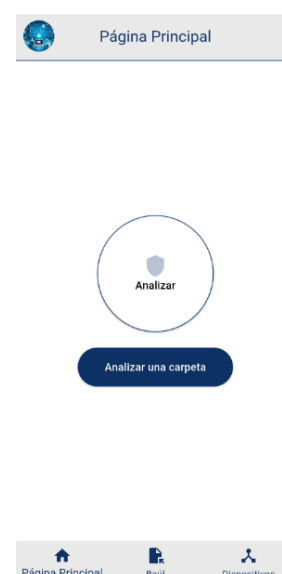 Página Principal
Analizar
Analizar una carpeta
Página Principal
Baúl
Dispositivos